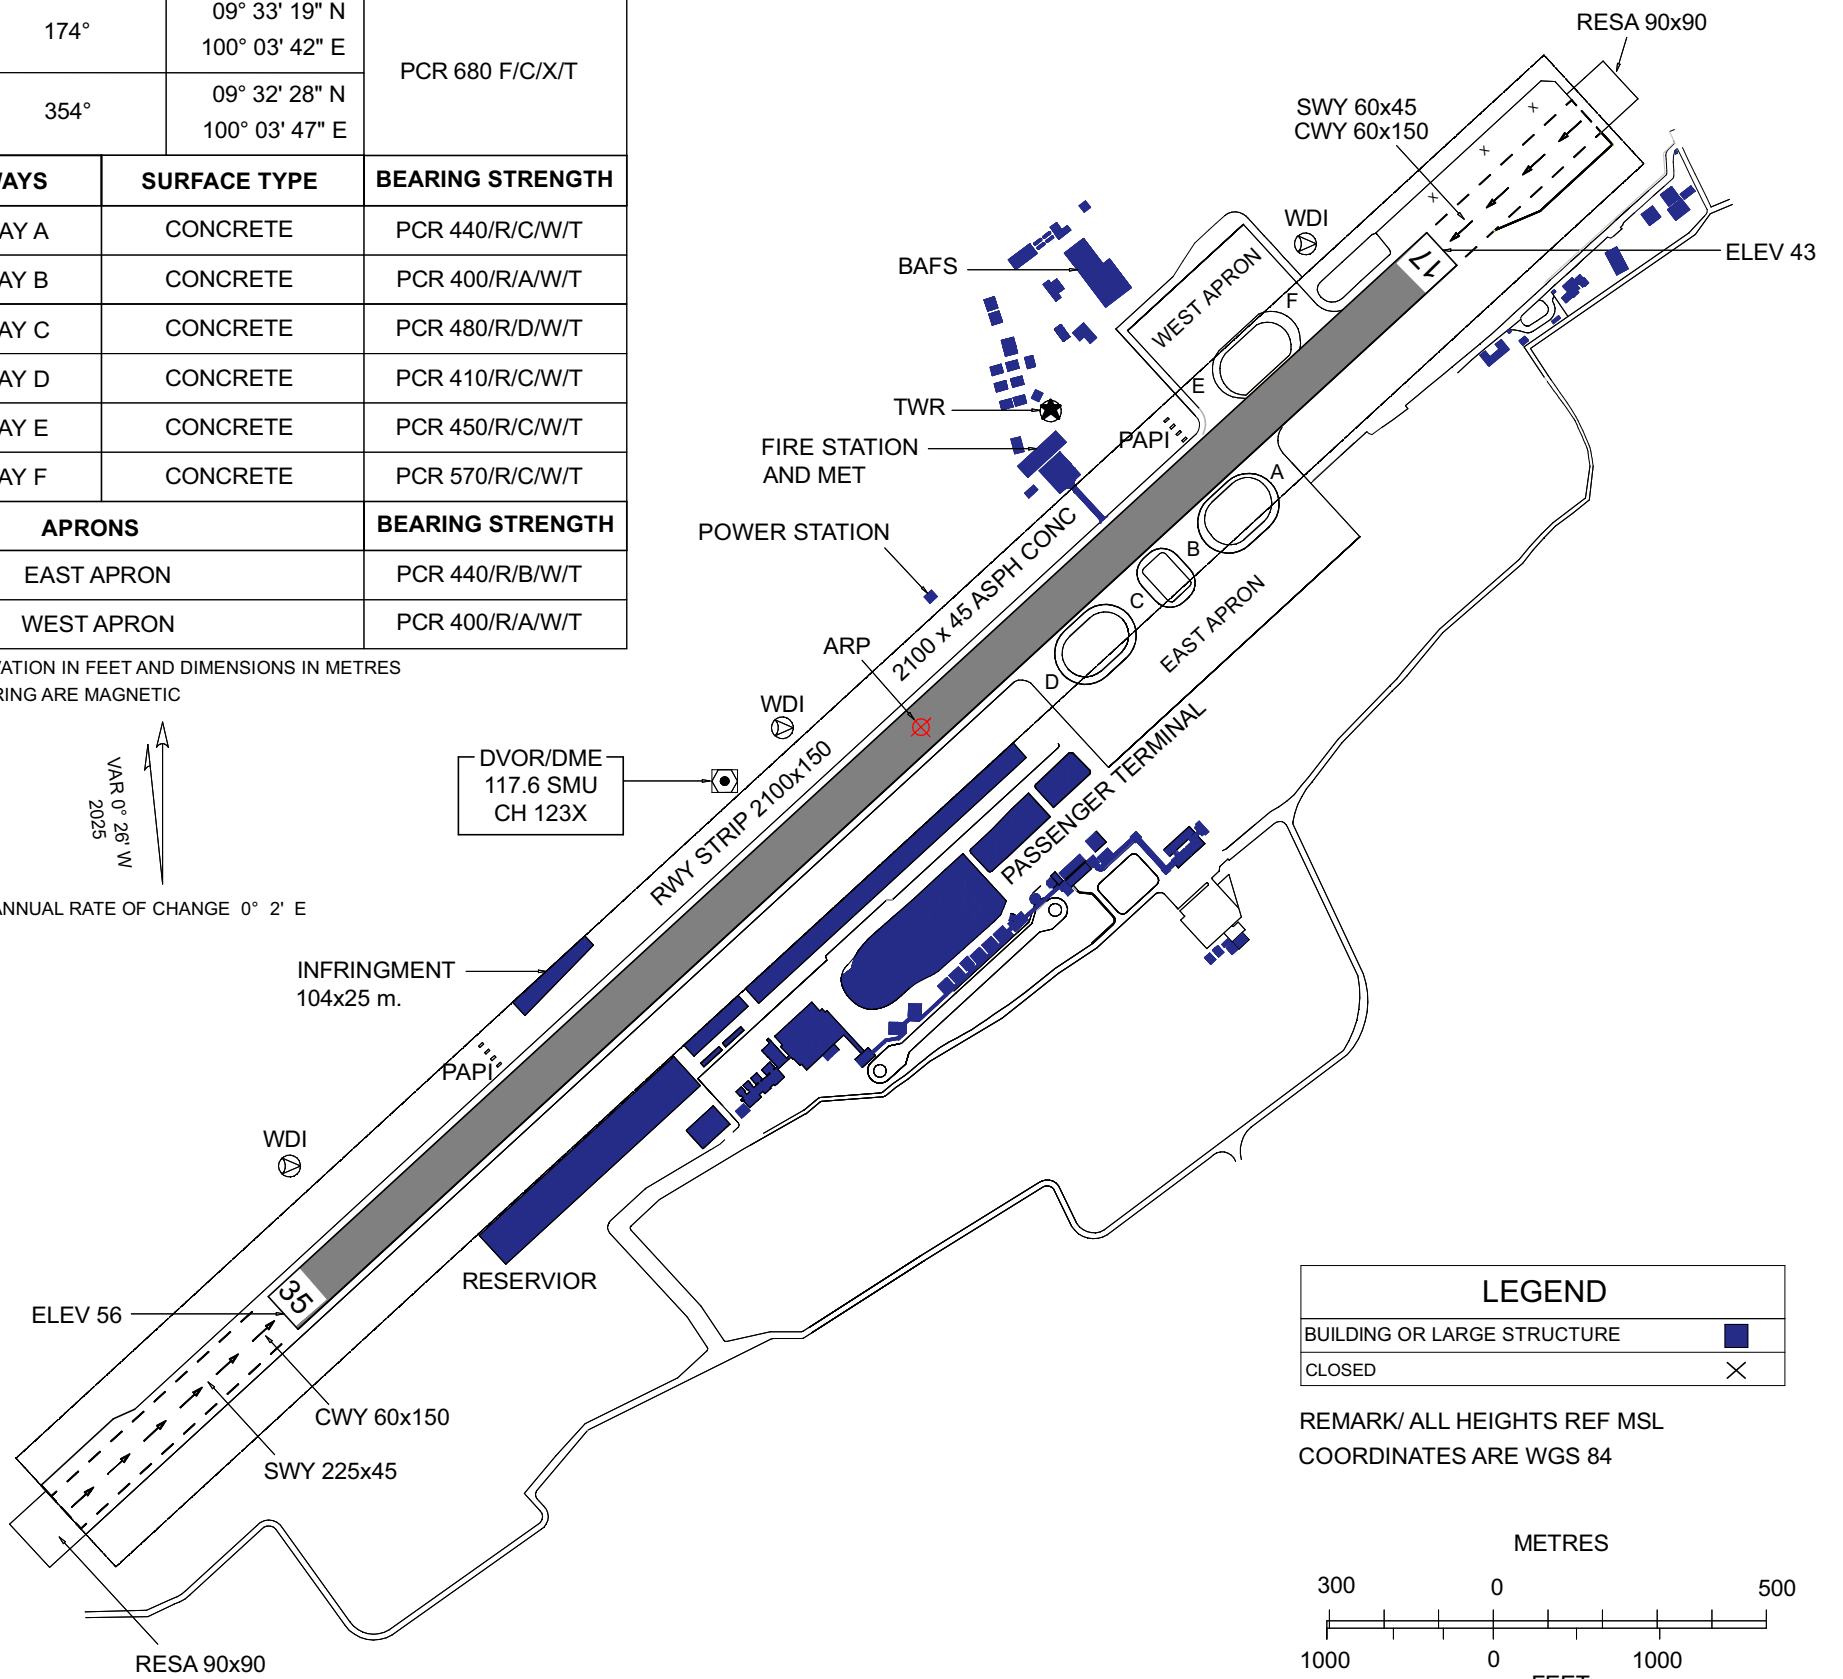 174°
09° 33' 19" N
100° 03' 42" E
PCR 680 F/C/X/T
354°
09° 32' 28" N
100° 03' 47" E
WAYS SURFACE TYPE BEARING STRENGTH
AY A CONCRETE PCR 440/R/C/W/T
AY B CONCRETE PCR 400/R/A/W/T
AY C CONCRETE PCR 480/R/D/W/T
AY D CONCRETE PCR 410/R/C/W/T
AY E CONCRETE PCR 450/R/C/W/T
AY F CONCRETE PCR 570/R/C/W/T
APRONS BEARING STRENGTH
EAST APRON PCR 440/R/B/W/T
WEST APRON PCR 400/R/A/W/T
VATION IN FEET AND DIMENSIONS IN METRES
RING ARE MAGNETIC
VAR 0° 26' W
2025
ANNUAL RATE OF CHANGE 0° 2' E
RESA 90x90
SWY 60x45
CWY 60x150
WDI
17
ELEV 43
BAFS
WEST APRON
F
E
TWR
PAPI
FIRE STATION
AND MET
A
B
C
D
EAST APRON
POWER STATION
2100 x 45 ASPH CONC
ARP
WDI
DVOR/DME
117.6 SMU
CH 123X
RWY STRIP 2100x150
PASSENGER TERMINAL
INFRINGMENT
104x25 m.
PAPI
WDI
RESERVIOR
35
ELEV 56
CWY 60x150
SWY 225x45
RESA 90x90
LEGEND
BUILDING OR LARGE STRUCTURE
CLOSED
REMARK/ ALL HEIGHTS REF MSL
COORDINATES ARE WGS 84
METRES
300 0 500
1000 0 1000
FEET